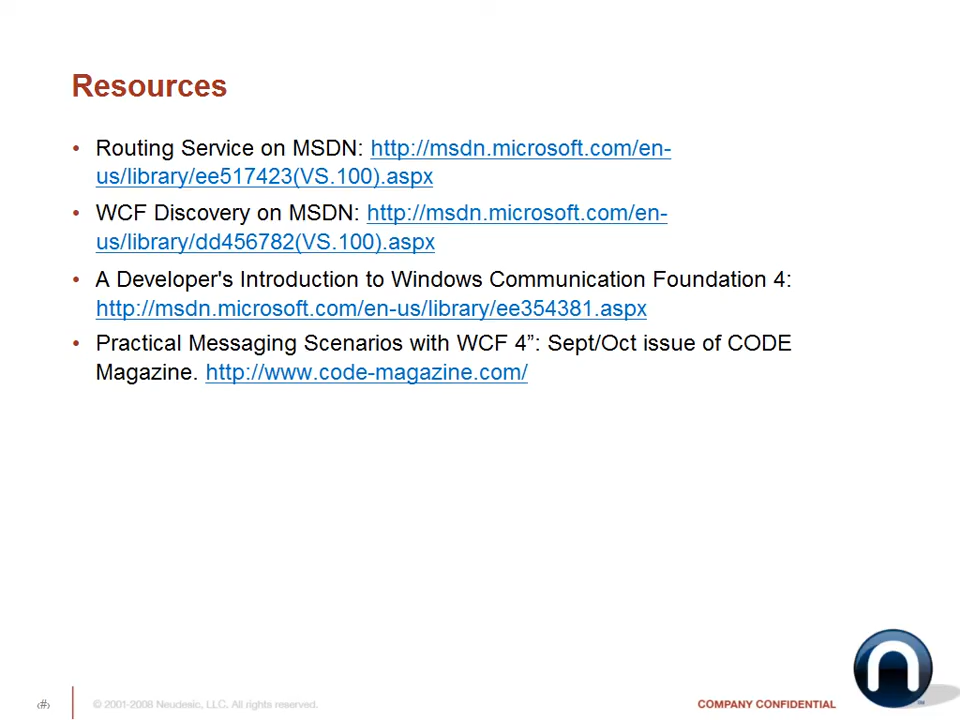 Resources
• Routing Service on MSDN: http://msdn.microsoft.com/en-
us/library/ee517423(VS.100).aspx
• WCF Discovery on MSDN: http://msdn.microsoft.com/en-
us/library/dd456782(VS.100).aspx
• A Developer's Introduction to Windows Communication Foundation 4:
http://msdn.microsoft.com/en-us/library/ee354381.aspx
• Practical Messaging Scenarios with WCF 4”: Sept/Oct issue of CODE
Magazine. http://www.code-magazine.com/
‹#›
© 2001-2008 Neudesic, LLC. All rights reserved.
COMPANY CONFIDENTIAL